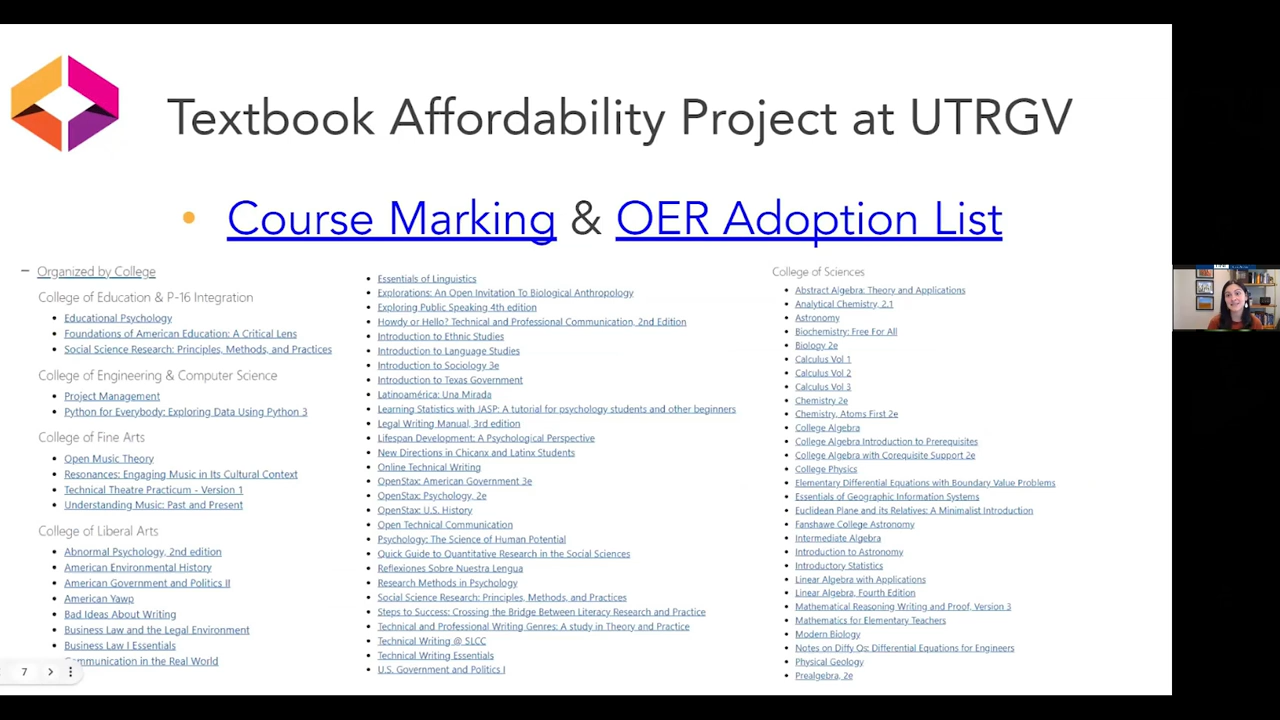 Textbook Affordability Project at UTRGV
• Course Marking & OER Adoption List
− Organized by College
College of Education & P-16 Integration
• Educational Psychology
• Foundations of American Education: A Critical Lens
• Social Science Research: Principles, Methods, and Practices
College of Engineering & Computer Science
• Project Management
• Python for Everybody: Exploring Data Using Python 3
College of Fine Arts
• Open Music Theory
• Resonances: Engaging Music in Its Cultural Context
• Technical Theatre Practicum - Version 1
• Understanding Music: Past and Present
College of Liberal Arts
• Abnormal Psychology, 2nd edition
• American Environmental History
• American Government and Politics II
• American Yawp
• Bad Ideas About Writing
• Business Law and the Legal Environment
• Business Law I Essentials
Communication in the Real World
• Essentials of Linguistics
• Explorations: An Open Invitation To Biological Anthropology
• Exploring Public Speaking 4th edition
• Howdy or Hello? Technical and Professional Communication, 2nd Edition
• Introduction to Ethnic Studies
• Introduction to Language Studies
• Introduction to Sociology 3e
• Introduction to Texas Government
• Latinoamérica: Una Mirada
• Learning Statistics with JASP: A tutorial for psychology students and other beginners
• Legal Writing Manual, 3rd edition
• Lifespan Development: A Psychological Perspective
• New Directions in Chicanx and Latinx Students
• Online Technical Writing
• OpenStax: American Government 3e
• OpenStax: Psychology, 2e
• OpenStax: U.S. History
• Open Technical Communication
• Psychology: The Science of Human Potential
• Quick Guide to Quantitative Research in the Social Sciences
• Reflexiones Sobre Nuestra Lengua
• Research Methods in Psychology
• Social Science Research: Principles, Methods, and Practices
• Steps to Success: Crossing the Bridge Between Literacy Research and Practice
• Technical and Professional Writing Genres: A study in Theory and Practice
• Technical Writing @ SLCC
• Technical Writing Essentials
• U.S. Government and Politics I
College of Sciences
• Abstract Algebra: Theory and Applications
• Analytical Chemistry, 2.1
• Astronomy
• Biochemistry: Free For All
• Biology 2e
• Calculus Vol 1
• Calculus Vol 2
• Calculus Vol 3
• Chemistry 2e
• Chemistry, Atoms First 2e
• College Algebra
• College Algebra Introduction to Prerequisites
• College Algebra with Corequisite Support 2e
• College Physics
• Elementary Differential Equations with Boundary Value Problems
• Essentials of Geographic Information Systems
• Euclidean Plane and its Relatives: A Minimalist Introduction
• Fanshawe College Astronomy
• Intermediate Algebra
• Introduction to Astronomy
• Introductory Statistics
• Linear Algebra with Applications
• Linear Algebra, Fourth Edition
• Mathematical Reasoning Writing and Proof, Version 3
• Mathematics for Elementary Teachers
• Modern Biology
• Notes on Diffy Qs: Differential Equations for Engineers
• Physical Geology
• Prealgebra, 2e
7